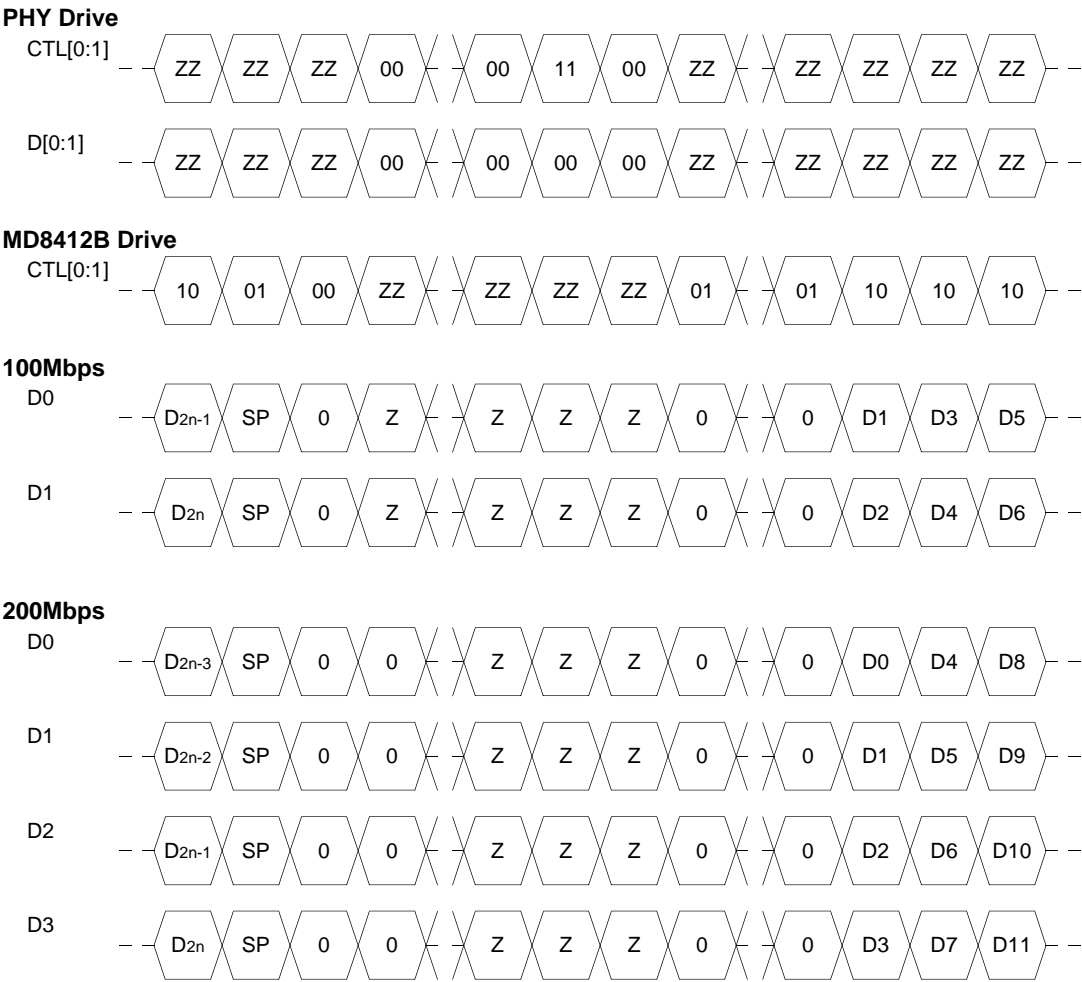 PHY Drive
CTL[0:1]
ZZ ZZ ZZ 00 00 11 00 ZZ ZZ ZZ ZZ ZZ
D[0:1]
ZZ ZZ ZZ 00 00 00 00 ZZ ZZ ZZ ZZ ZZ
MD8412B Drive
CTL[0:1]
10 01 00 ZZ ZZ ZZ ZZ 01 01 10 10 10
100Mbps
D0
D2n-1 SP 0 Z Z Z Z 0 0 D1 D3 D5
D1
D2n SP 0 Z Z Z Z 0 0 D2 D4 D6
200Mbps
D0
D2n-3 SP 0 0 Z Z Z 0 0 D0 D4 D8
D1
D2n-2 SP 0 0 Z Z Z 0 0 D1 D5 D9
D2
D2n-1 SP 0 0 Z Z Z 0 0 D2 D6 D10
D3
D2n SP 0 0 Z Z Z 0 0 D3 D7 D11